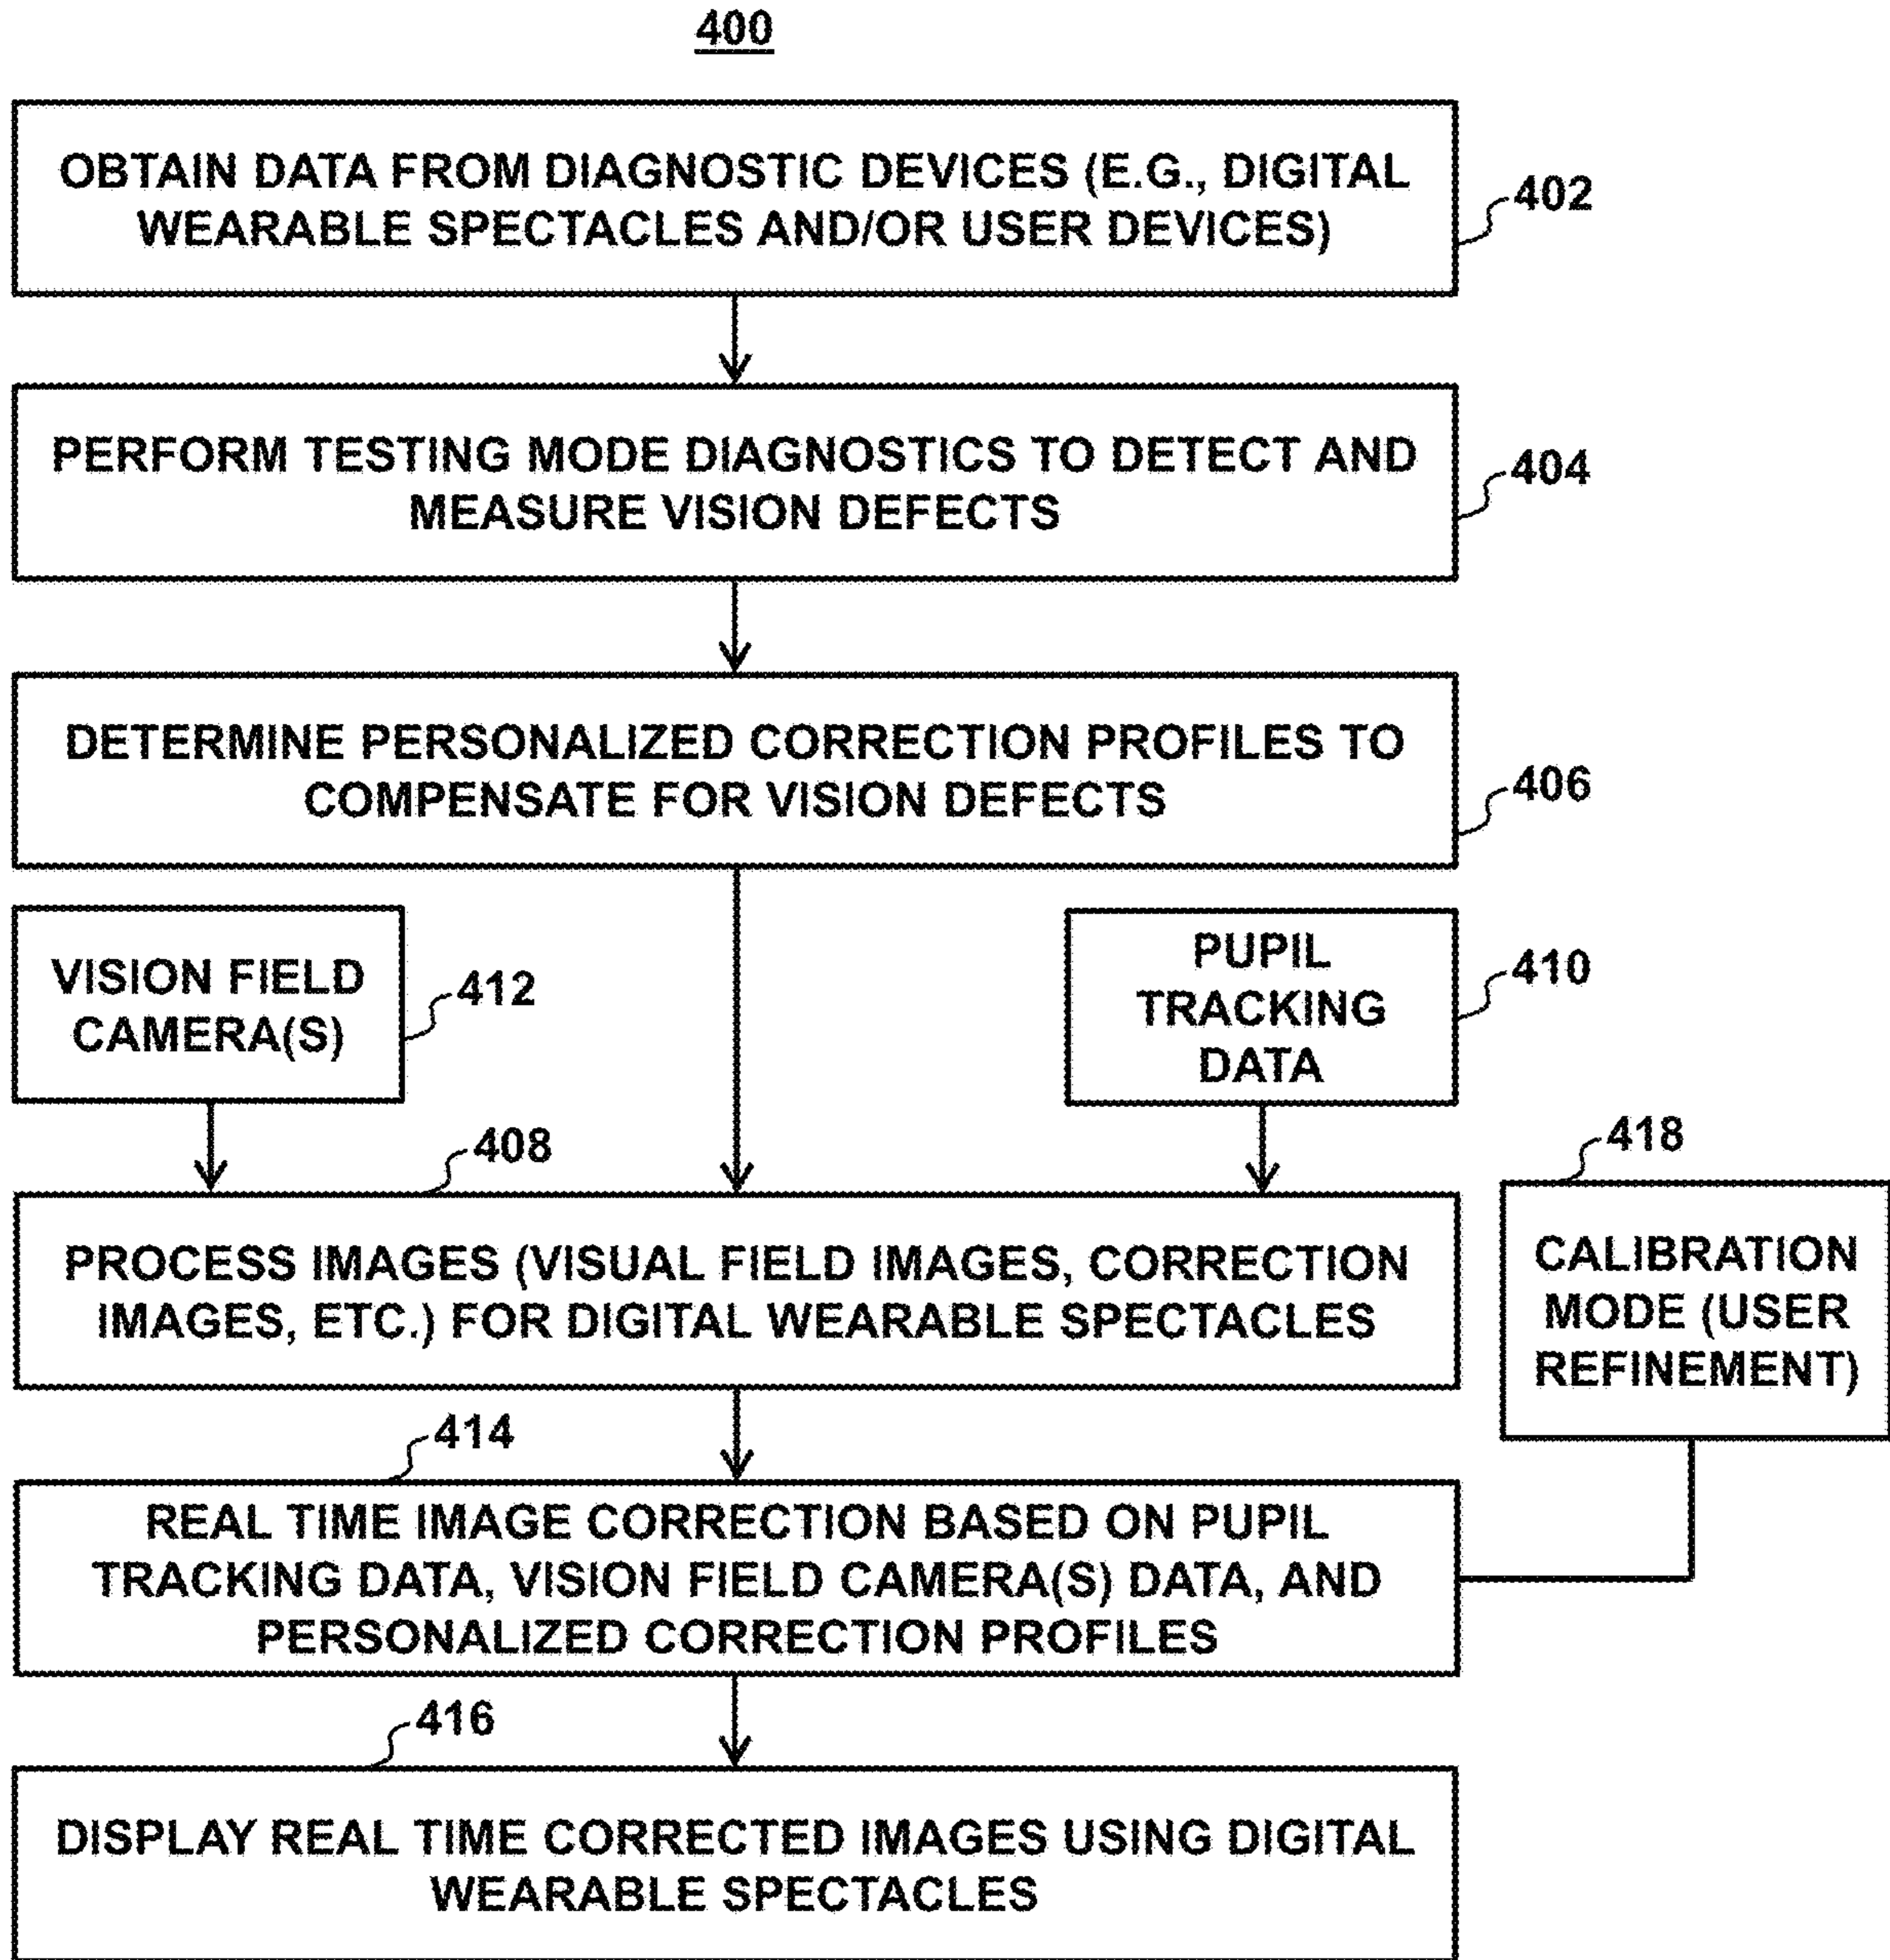 400
OBTAIN DATA FROM DIAGNOSTIC DEVICES (E.G., DIGITAL
WEARABLE SPECTACLES AND/OR USER DEVICES)
402
PERFORM TESTING MODE DIAGNOSTICS TO DETECT AND
MEASURE VISION DEFECTS
404
DETERMINE PERSONALIZED CORRECTION PROFILES TO
COMPENSATE FOR VISION DEFECTS
406
VISION FIELD
CAMERA(S)
412
PUPIL
TRACKING
DATA
410
408
PROCESS IMAGES (VISUAL FIELD IMAGES, CORRECTION
IMAGES, ETC.) FOR DIGITAL WEARABLE SPECTACLES
418
CALIBRATION
MODE (USER
REFINEMENT)
414
REAL TIME IMAGE CORRECTION BASED ON PUPIL
TRACKING DATA, VISION FIELD CAMERA(S) DATA, AND
PERSONALIZED CORRECTION PROFILES
416
DISPLAY REAL TIME CORRECTED IMAGES USING DIGITAL
WEARABLE SPECTACLES